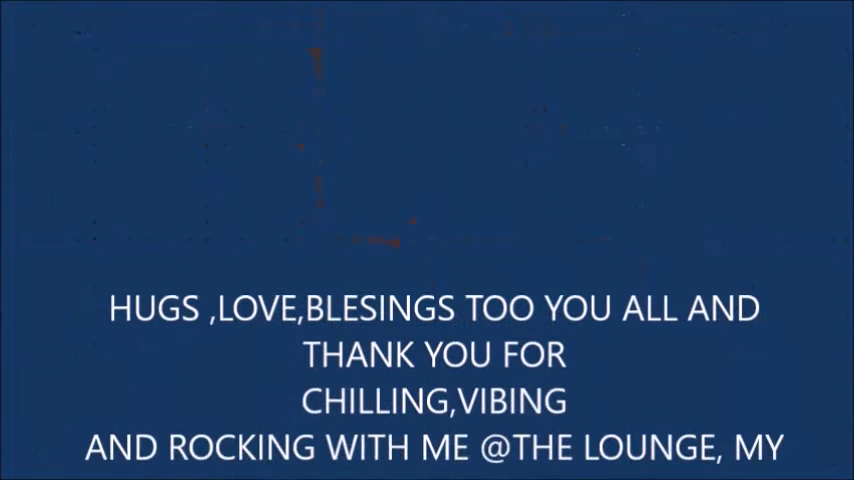 HUGS ,LOVE,BLESINGS TOO YOU ALL AND
THANK YOU FOR
CHILLING,VIBING
AND ROCKING WITH ME @THE LOUNGE, MY